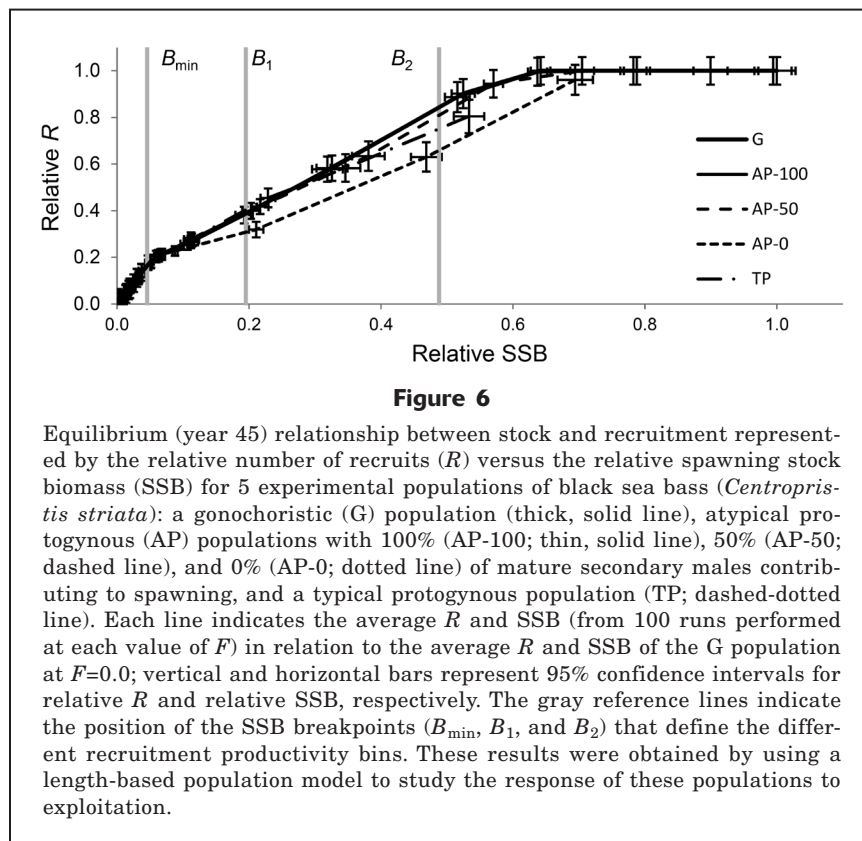 B_min B_1 B_2
1.0
0.8
0.6
0.4
0.2
0.0
Relative R
G
AP-100
AP-50
AP-0
TP
0.0 0.2 0.4 0.6 0.8 1.0
Relative SSB
Figure 6
Equilibrium (year 45) relationship between stock and recruitment represent-
ed by the relative number of recruits (R) versus the relative spawning stock
biomass (SSB) for 5 experimental populations of black sea bass (Centropris-
tis striata): a gonochoristic (G) population (thick, solid line), atypical pro-
togynous (AP) populations with 100% (AP-100; thin, solid line), 50% (AP-50;
dashed line), and 0% (AP-0; dotted line) of mature secondary males contrib-
uting to spawning, and a typical protogynous population (TP; dashed-dotted
line). Each line indicates the average R and SSB (from 100 runs performed
at each value of F) in relation to the average R and SSB of the G population
at F=0.0; vertical and horizontal bars represent 95% confidence intervals for
relative R and relative SSB, respectively. The gray reference lines indicate
the position of the SSB breakpoints (B_min, B_1, and B_2) that define the differ-
ent recruitment productivity bins. These results were obtained by using a
length-based population model to study the response of these populations to
exploitation.